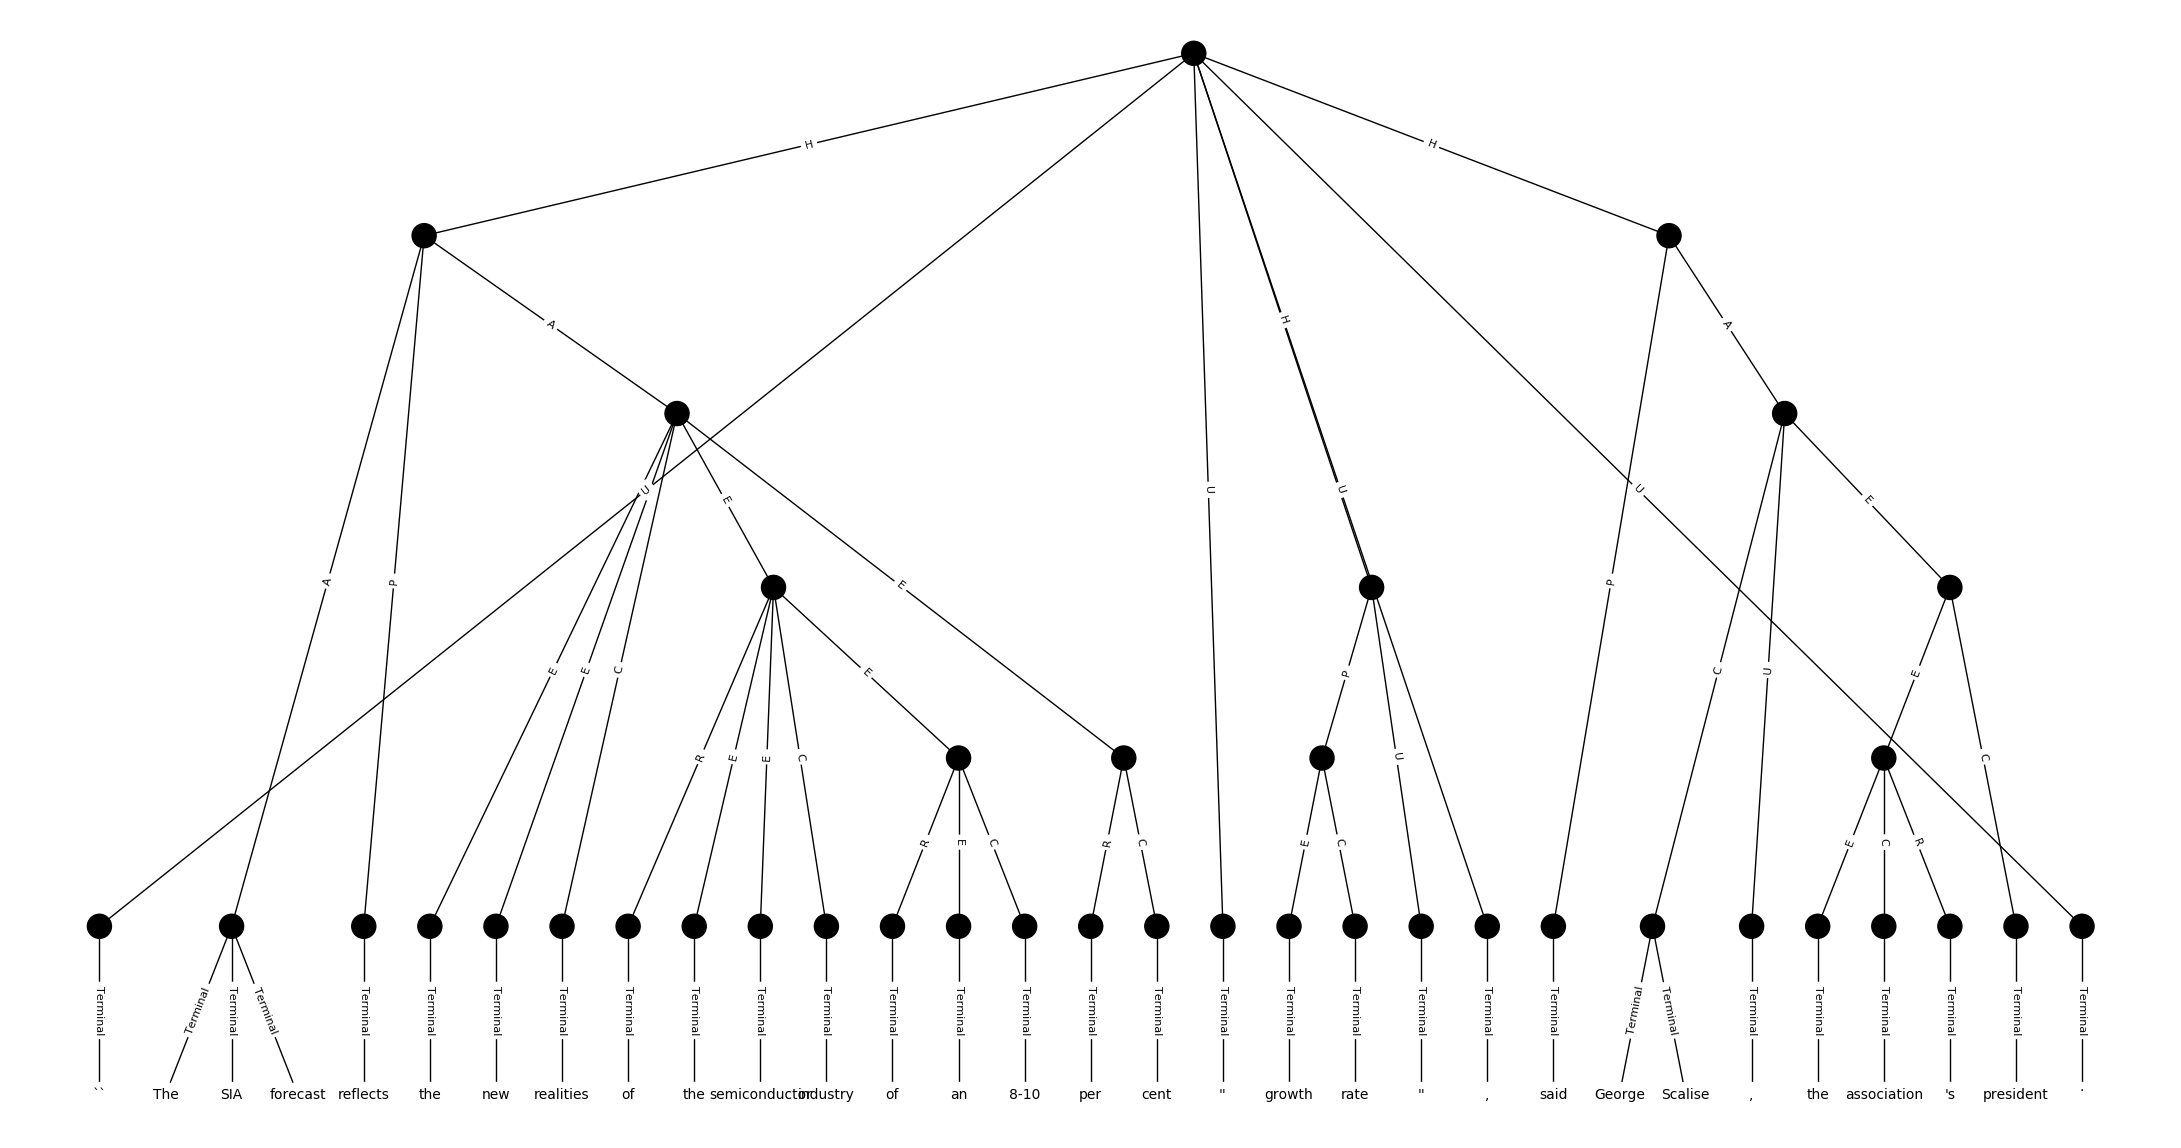 H H
H
A A
U U U U
E E E
A P P
E E C C U E
R E E C P U C
R E C R C E C E C R
Terminal Terminal Terminal Terminal Terminal Terminal Terminal Terminal Terminal Terminal Terminal Terminal Terminal Terminal Terminal Terminal Terminal Terminal Terminal Terminal Terminal Terminal Terminal Terminal Terminal Terminal Terminal Terminal Terminal Terminal Terminal
`` The SIA forecast reflects the new realities of the semiconductor industry of an 8-10 per cent " growth rate " , said George Scalise , the association 's president .